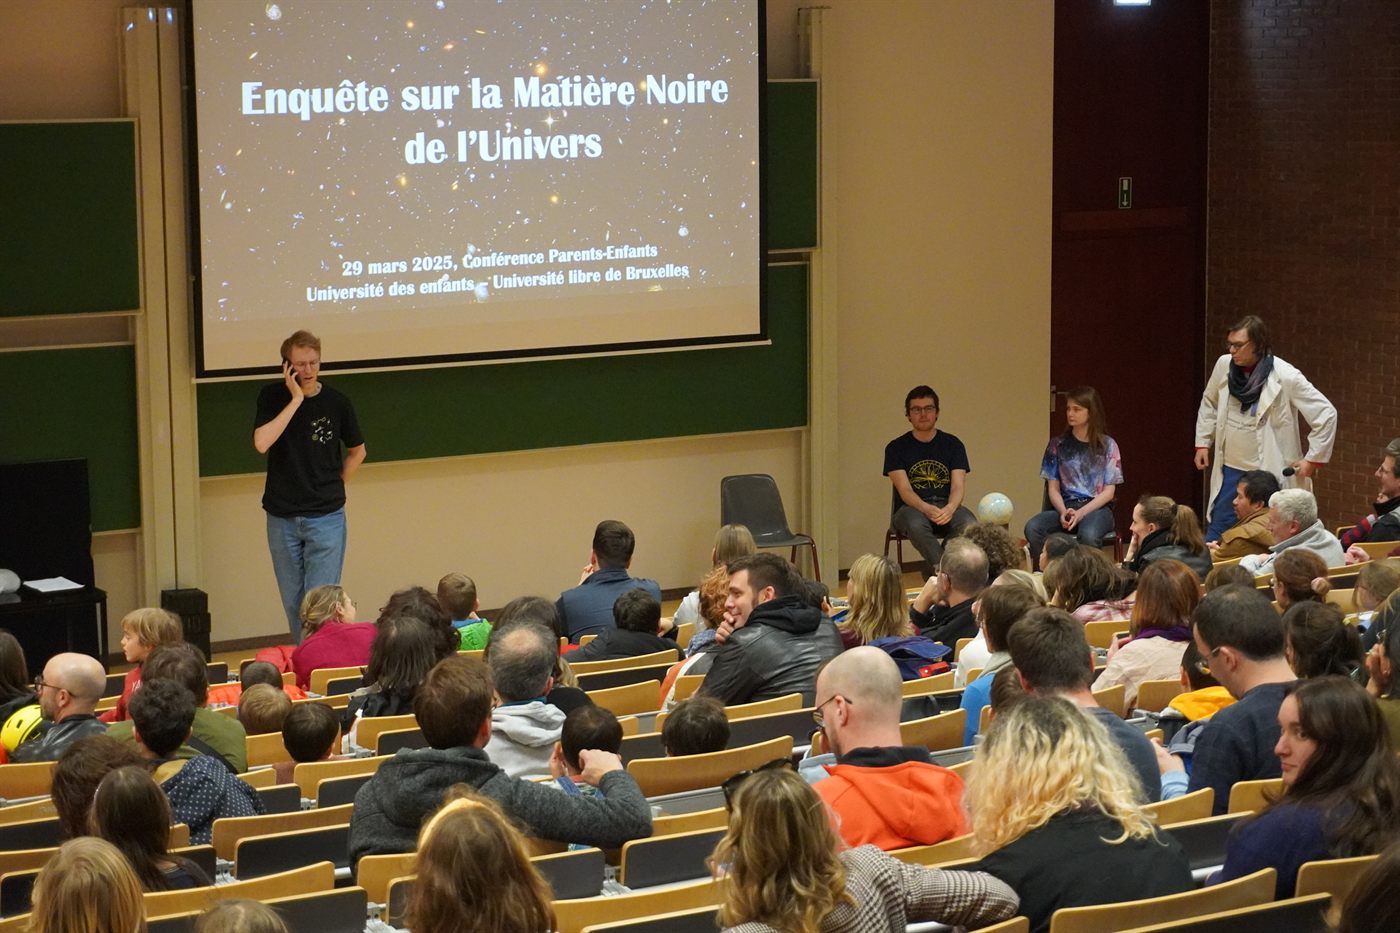 Enquête sur la Matière Noire
de l'Univers
29 mars 2025, Conférence Parents-Enfants
Université des enfants – Université libre de Bruxelles